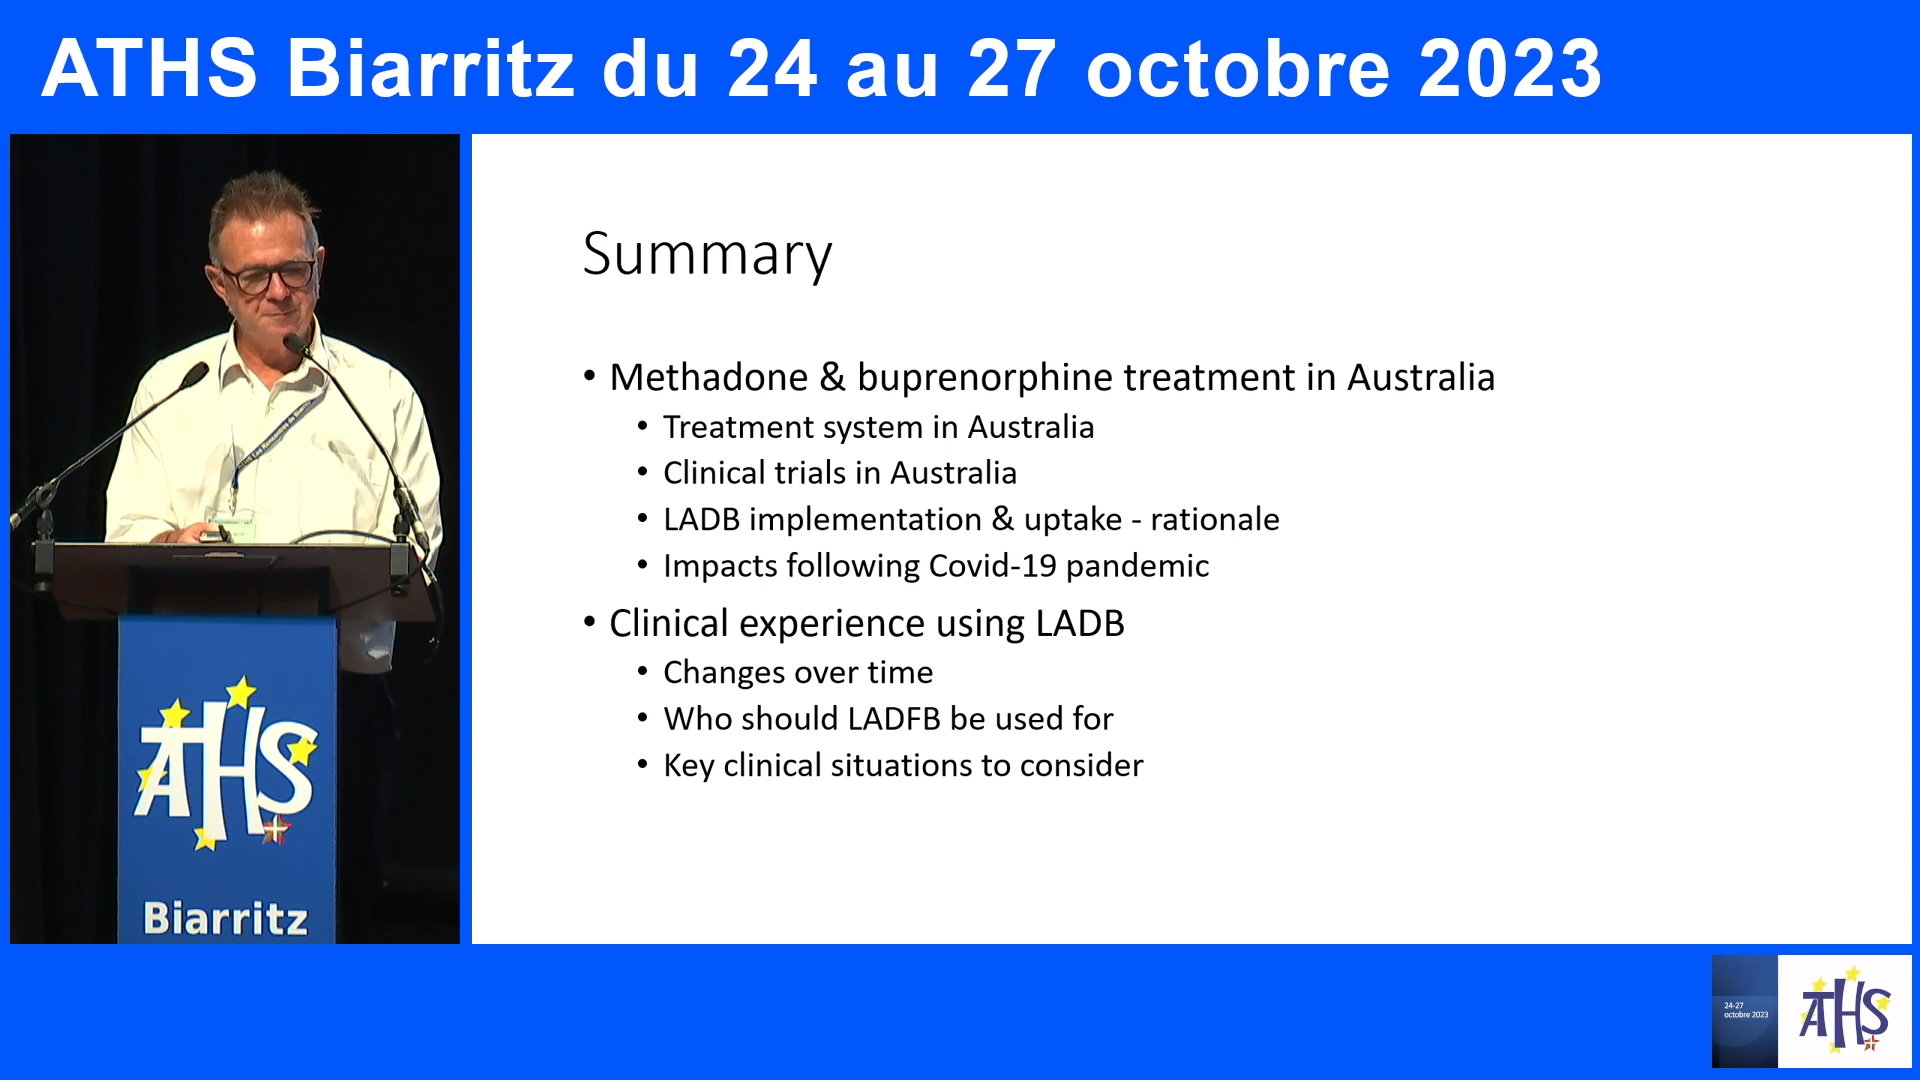 ATHS Biarritz du 24 au 27 octobre 2023
Summary
• Methadone & buprenorphine treatment in Australia
• Treatment system in Australia
• Clinical trials in Australia
• LADB implementation & uptake - rationale
• Impacts following Covid-19 pandemic
• Clinical experience using LADB
• Changes over time
• Who should LADFB be used for
• Key clinical situations to consider
ATHS
Biarritz
24-27
octobre 2023
ATHS